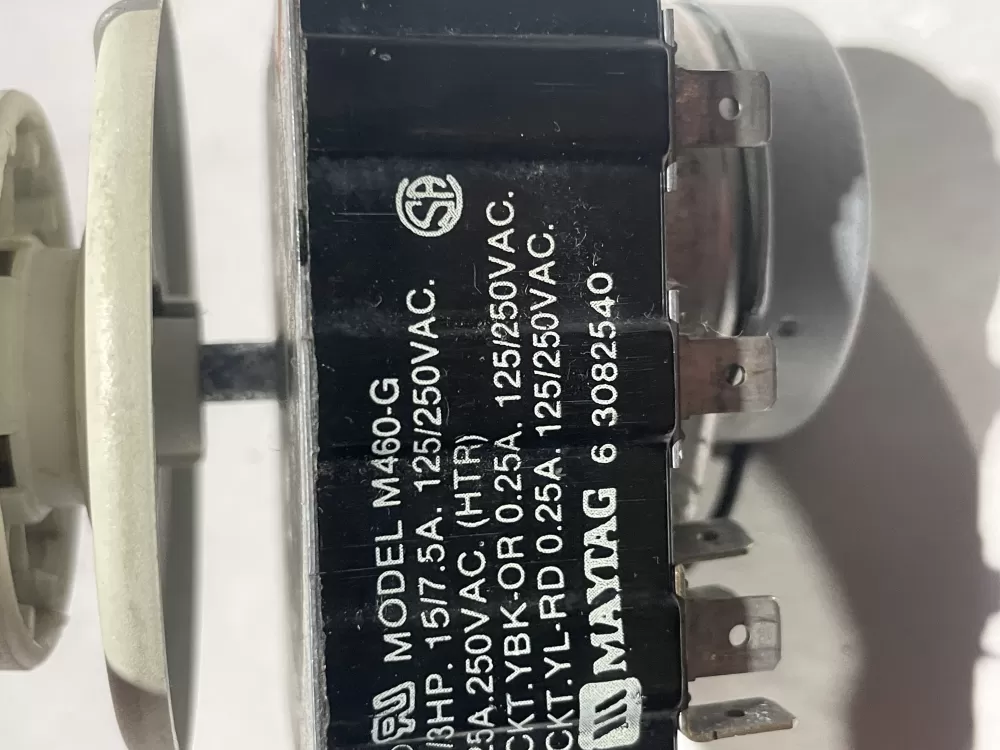 MODEL M460-G
/3HP. 15/7.5A. 125/250VAC.
25A.250VAC. (HTR)
CKT.YBK-OR 0.25A. 125/250VAC.
CKT.YL-RD 0.25A. 125/250VAC.
MAYTAG 6 3082540